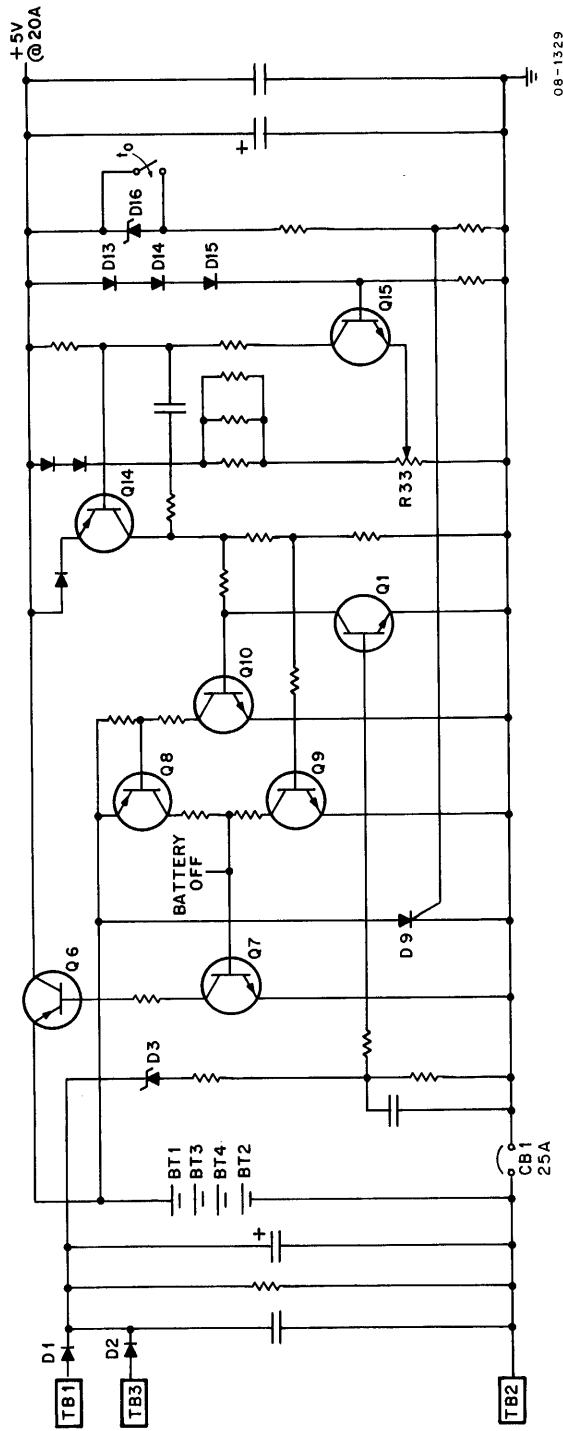 +5V
@ 20A
t°
D16
D13
D14
D15
Q15
Q14
R33
Q10
Q1
Q8
Q9
BATTERY
OFF
D9
Q6
Q7
D3
BT1
BT3
BT4
BT2
CB1
25A
D1
TB1
D2
TB3
TB2
08-1329